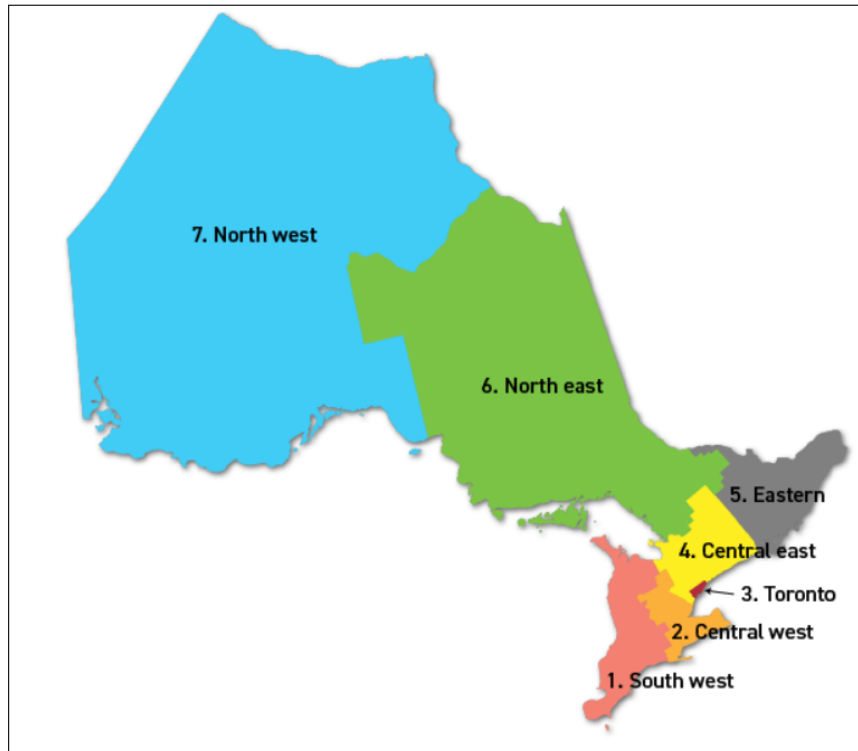 7. North west
6. North east
5. Eastern
4. Central east
3. Toronto
2. Central west
1. South west